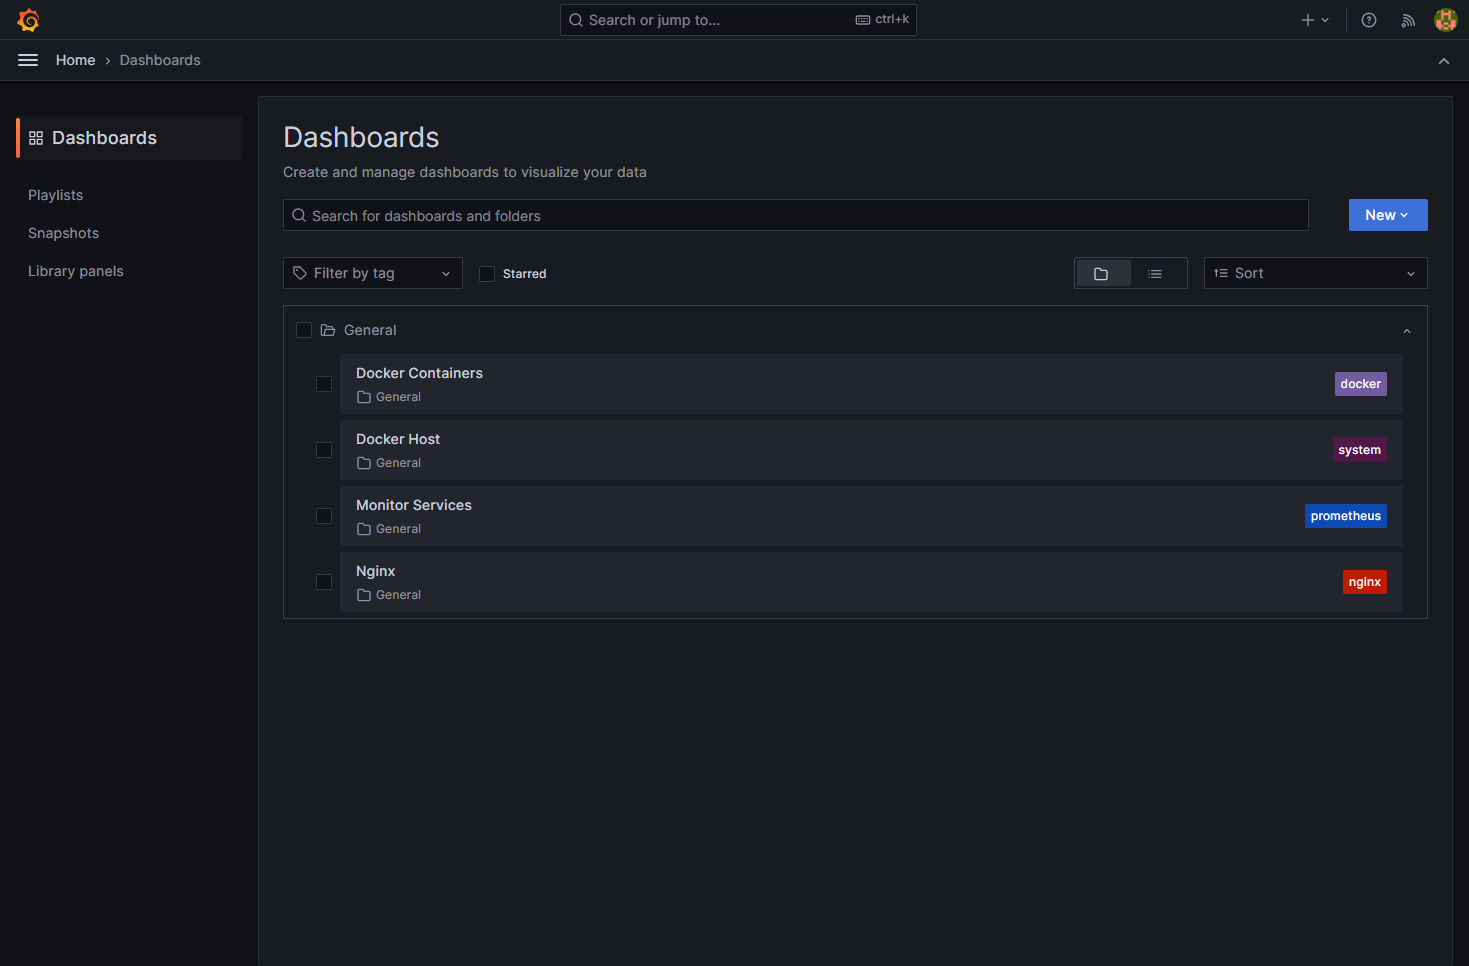 Search or jump to...
ctrl+k
Home › Dashboards
Dashboards
Playlists
Snapshots
Library panels
Dashboards
Create and manage dashboards to visualize your data
Search for dashboards and folders
New
Filter by tag
Starred
Sort
General
Docker Containers
General
docker
Docker Host
General
system
Monitor Services
General
prometheus
Nginx
General
nginx